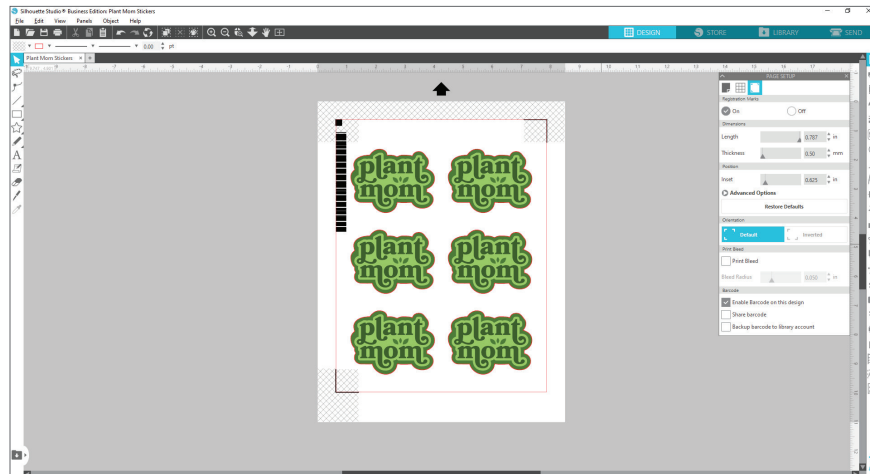 Silhouette Studio® Business Edition: Plant Mom Stickers
File Edit View Panels Object Help
DESIGN STORE LIBRARY SEND
0.00 pt
Plant Mom Stickers × +
PAGE SETUP
Registration Marks
On Off
Dimensions
Length 0.787 in
Thickness 0.50 mm
Position
Inset 0.625 in
Advanced Options
Restore Defaults
Orientation
Default Inverted
Print Bleed
Print Bleed
Bleed Radius 0.050 in
Barcode
Enable Barcode on this design
Share barcode
Backup barcode to library account
plant mom
plant mom
plant mom
plant mom
plant mom
plant mom